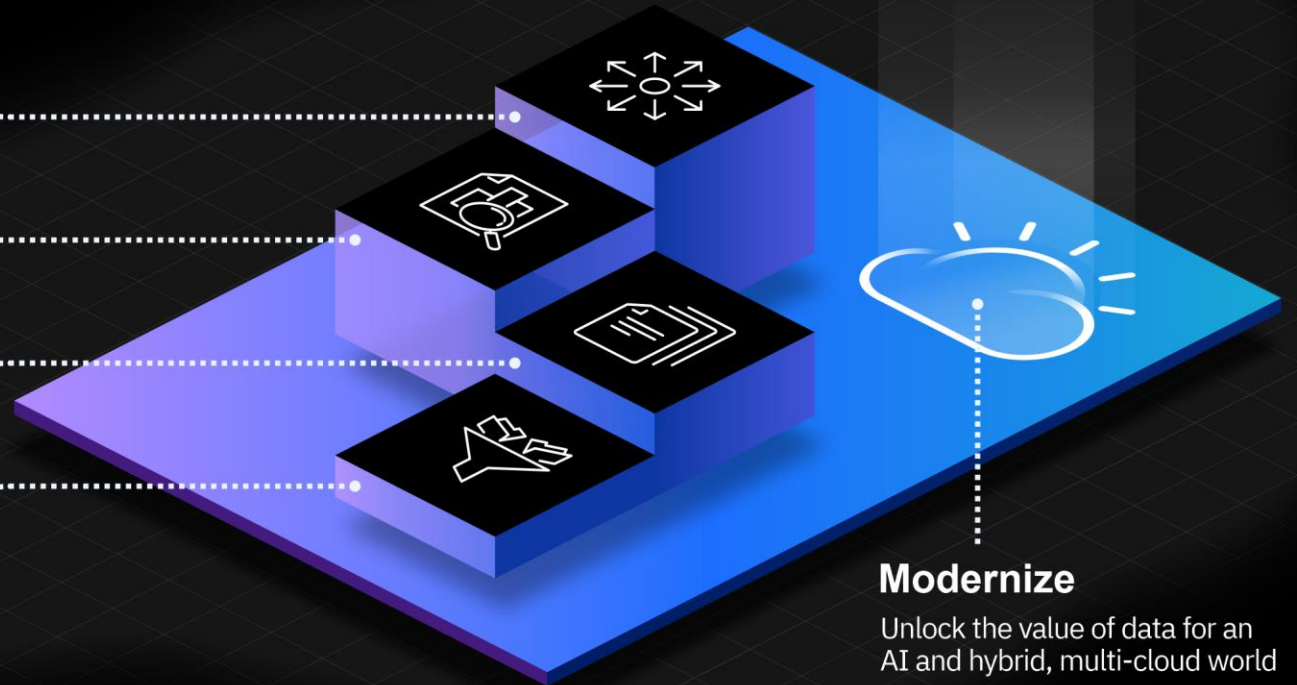 Modernize
Unlock the value of data for an
AI and hybrid, multi-cloud world